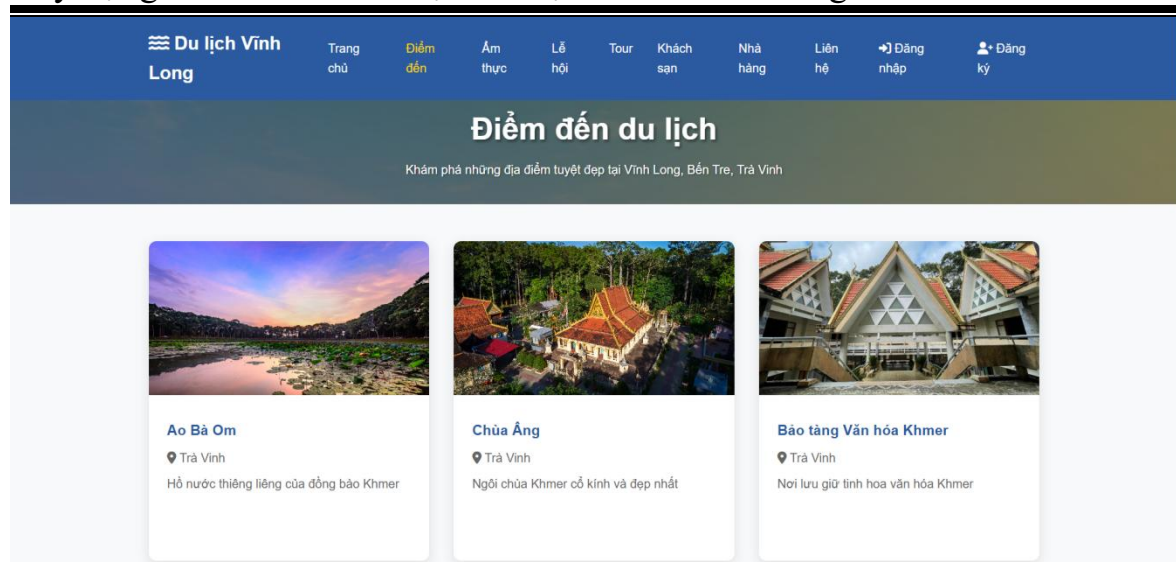 Du lịch Vĩnh
Long
Trang
chủ
Điểm
đến
Ẩm
thực
Lễ
hội
Tour
Khách
sạn
Nhà
hàng
Liên
hệ
Đăng
nhập
Đăng
ký
Điểm đến du lịch
Khám phá những địa điểm tuyệt đẹp tại Vĩnh Long, Bến Tre, Trà Vinh
Ao Bà Om
Trà Vinh
Hồ nước thiêng liêng của đồng bào Khmer
Chùa Âng
Trà Vinh
Ngôi chùa Khmer cổ kính và đẹp nhất
Bảo tàng Văn hóa Khmer
Trà Vinh
Nơi lưu giữ tinh hoa văn hóa Khmer